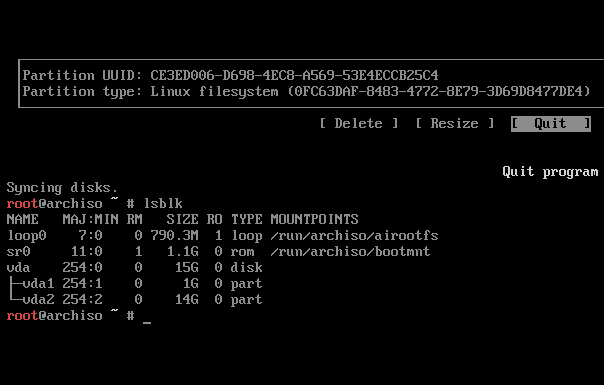 Partition UUID: CE3ED006-D698-4EC8-A569-53E4ECCB25C4
Partition type: Linux filesystem (0FC63DAF-8483-4772-8E79-3D69D8477DE4)
[ Delete ]  [ Resize ]  [  Quit  ]
Quit program
Syncing disks.
root@archiso ~ # lsblk
NAME   MAJ:MIN RM   SIZE RO TYPE MOUNTPOINTS
loop0    7:0    0 790.3M  1 loop /run/archiso/airootfs
sr0     11:0    1   1.1G  0 rom  /run/archiso/bootmnt
vda    254:0    0    15G  0 disk
├─vda1 254:1    0     1G  0 part
└─vda2 254:2    0    14G  0 part
root@archiso ~ # _